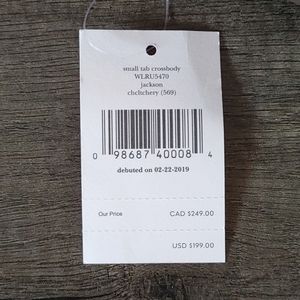 small tab crossbody
WLRU5470
jackson
chcltchery (569)
0 98687 40008 4
debuted on 02-22-2019
Our Price CAD $249.00
USD $199.00